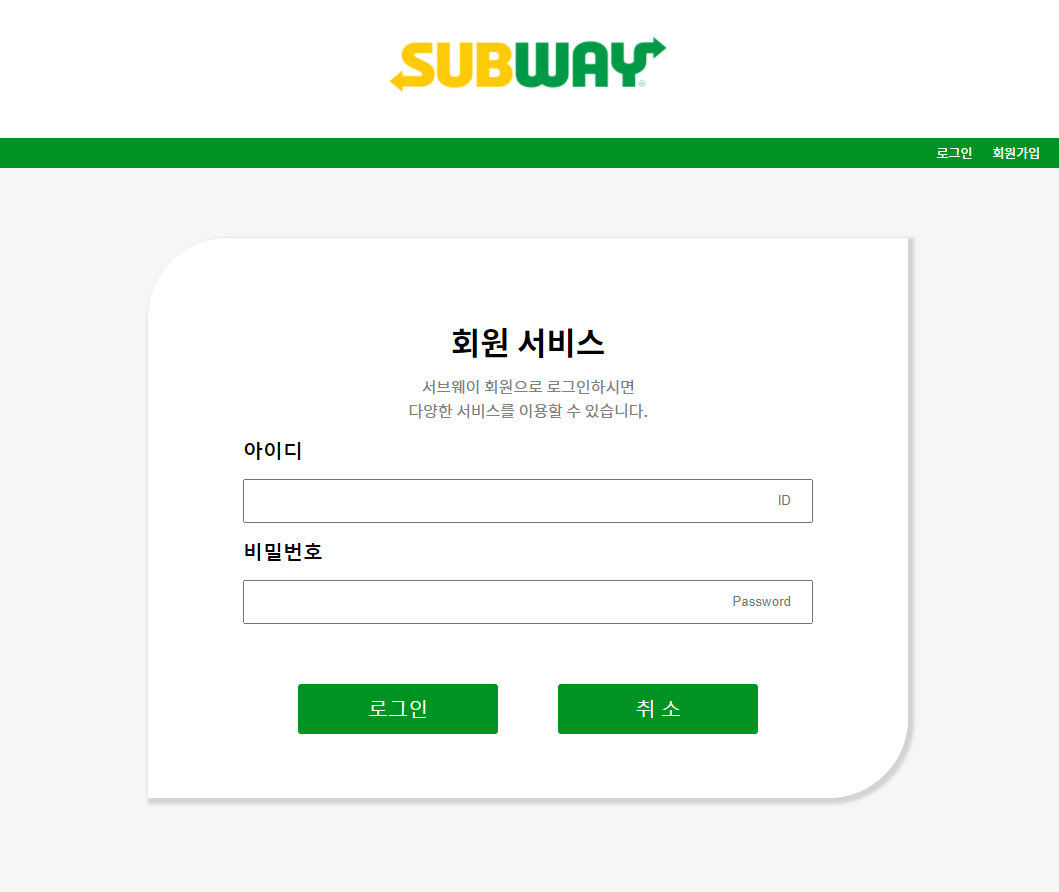 SUBWAY®
로그인 회원가입
회원 서비스
서브웨이 회원으로 로그인하시면
다양한 서비스를 이용할 수 있습니다.
아이디
ID
비밀번호
Password
로그인 취 소